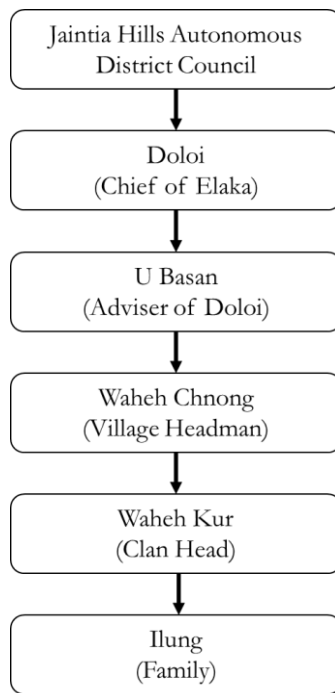 Jaintia Hills Autonomous
District Council
Doloi
(Chief of Elaka)
U Basan
(Adviser of Doloi)
Waheh Chnong
(Village Headman)
Waheh Kur
(Clan Head)
Ilung
(Family)